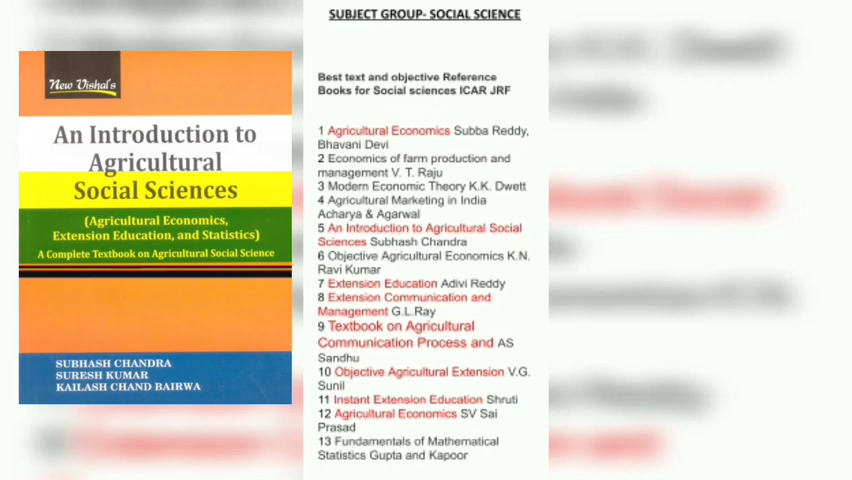 New Vishal's
An Introduction to
Agricultural
Social Sciences
(Agricultural Economics,
Extension Education, and Statistics)
A Complete Textbook on Agricultural Social Science
SUBHASH CHANDRA
SURESH KUMAR
KAILASH CHAND BAIRWA
SUBJECT GROUP- SOCIAL SCIENCE
Best text and objective Reference
Books for Social sciences ICAR JRF
1 Agricultural Economics Subba Reddy,
Bhavani Devi
2 Economics of farm production and
management V. T. Raju
3 Modern Economic Theory K.K. Dwett
4 Agricultural Marketing in India
Acharya & Agarwal
5 An Introduction to Agricultural Social
Sciences Subhash Chandra
6 Objective Agricultural Economics K.N.
Ravi Kumar
7 Extension Education Adivi Reddy
8 Extension Communication and
Management G.L.Ray
9 Textbook on Agricultural
Communication Process and AS
Sandhu
10 Objective Agricultural Extension V.G.
Sunil
11 Instant Extension Education Shruti
12 Agricultural Economics SV Sai
Prasad
13 Fundamentals of Mathematical
Statistics Gupta and Kapoor